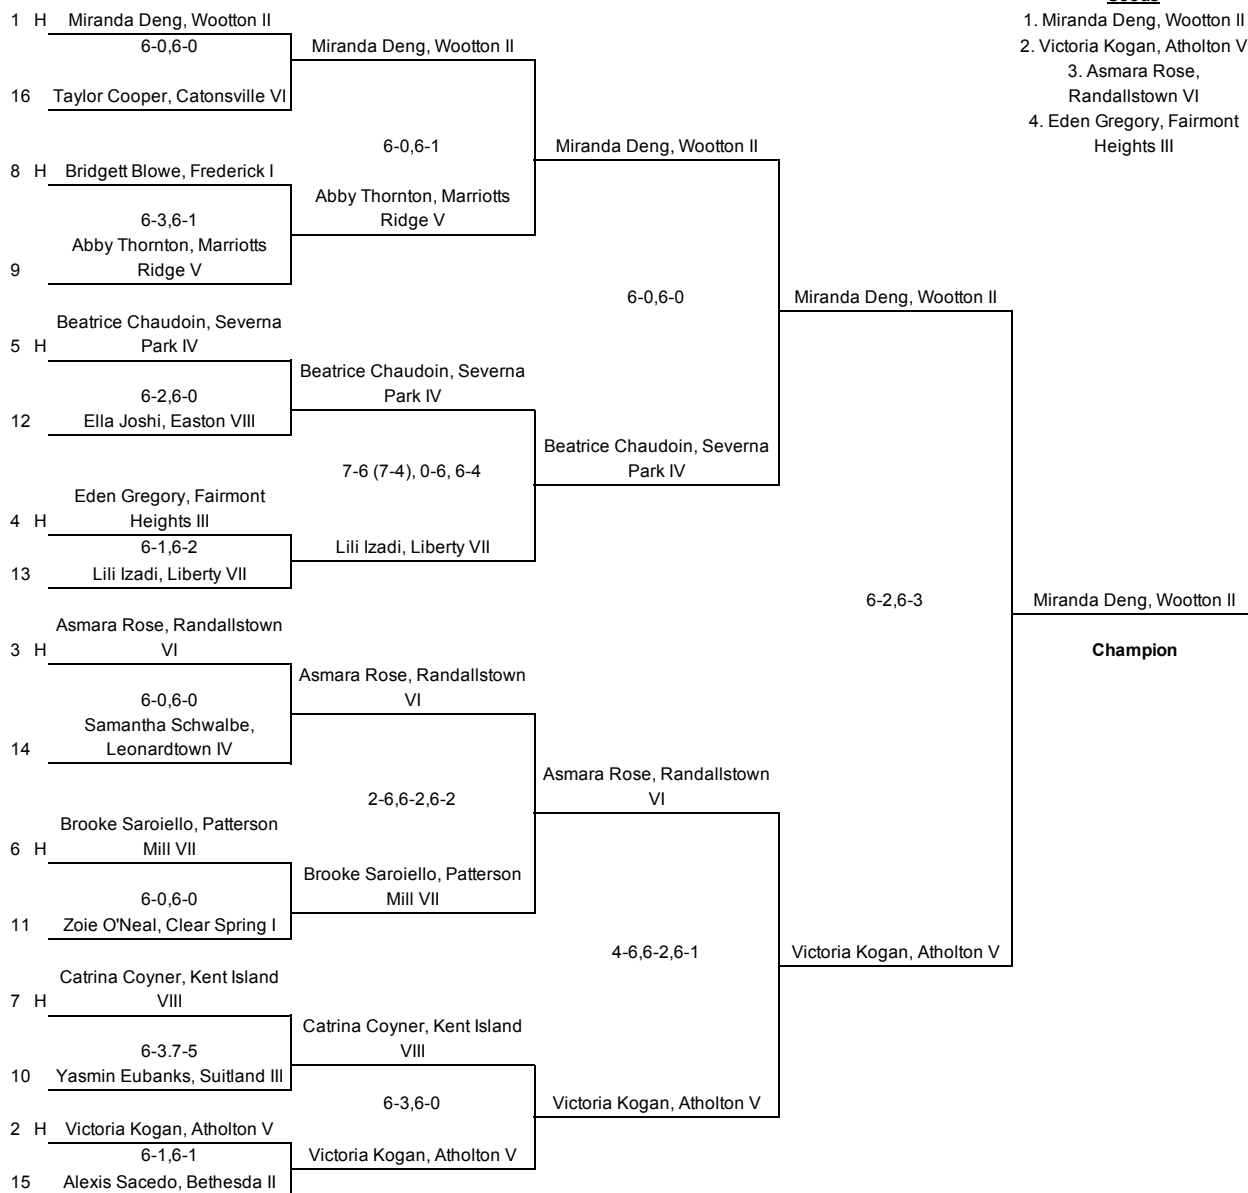 Seeds
1. Miranda Deng, Wootton II
2. Victoria Kogan, Atholton V
3. Asmara Rose,
Randallstown VI
4. Eden Gregory, Fairmont
Heights III
1 H Miranda Deng, Wootton II
6-0,6-0
16 Taylor Cooper, Catonsville VI
8 H Bridgett Blowe, Frederick I
6-3,6-1
Abby Thornton, Marriotts
9 Ridge V
Beatrice Chaudoin, Severna
5 H Park IV
6-2,6-0
12 Ella Joshi, Easton VIII
Eden Gregory, Fairmont
4 H Heights III
6-1,6-2
13 Lili Izadi, Liberty VII
Asmara Rose, Randallstown
3 H VI
6-0,6-0
Samantha Schwalbe,
14 Leonardtown IV
Brooke Saroiello, Patterson
6 H Mill VII
6-0,6-0
11 Zoie O'Neal, Clear Spring I
Catrina Coyner, Kent Island
7 H VIII
6-3.7-5
10 Yasmin Eubanks, Suitland III
2 H Victoria Kogan, Atholton V
6-1,6-1
15 Alexis Sacedo, Bethesda II
Miranda Deng, Wootton II
6-0,6-1
Abby Thornton, Marriotts
Ridge V
Beatrice Chaudoin, Severna
Park IV
7-6 (7-4), 0-6, 6-4
Lili Izadi, Liberty VII
Asmara Rose, Randallstown
VI
2-6,6-2,6-2
Brooke Saroiello, Patterson
Mill VII
Catrina Coyner, Kent Island
VIII
6-3,6-0
Victoria Kogan, Atholton V
Miranda Deng, Wootton II
6-0,6-0
Beatrice Chaudoin, Severna
Park IV
Asmara Rose, Randallstown
VI
4-6,6-2,6-1
Victoria Kogan, Atholton V
Miranda Deng, Wootton II
6-2,6-3
Victoria Kogan, Atholton V
Miranda Deng, Wootton II
Champion